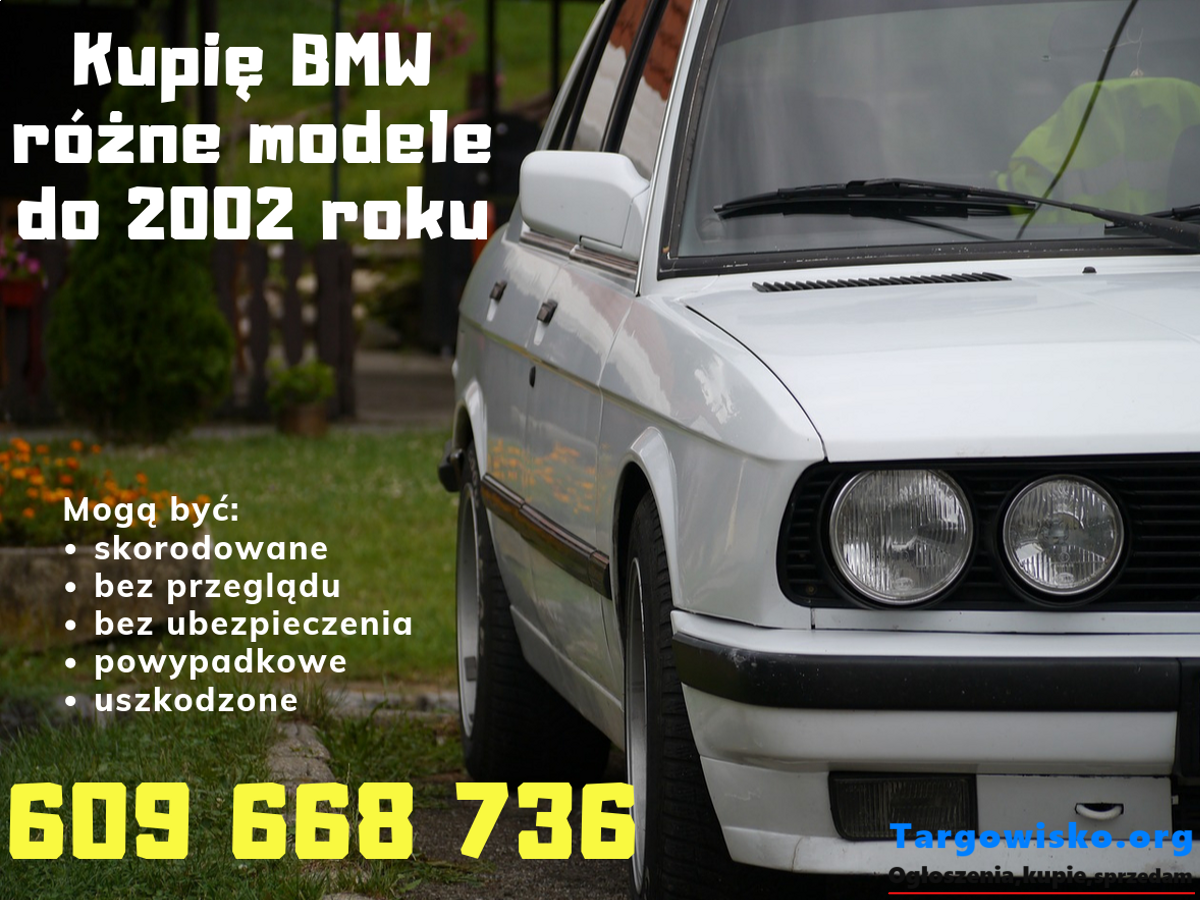 Kupię BMW
różne modele
do 2002 roku
Mogą być:
• skorodowane
• bez przeglądu
• bez ubezpieczenia
• powypadkowe
• uszkodzone
609 668 736
Targowisko.org
Ogłoszenia,kupię,sprzedam